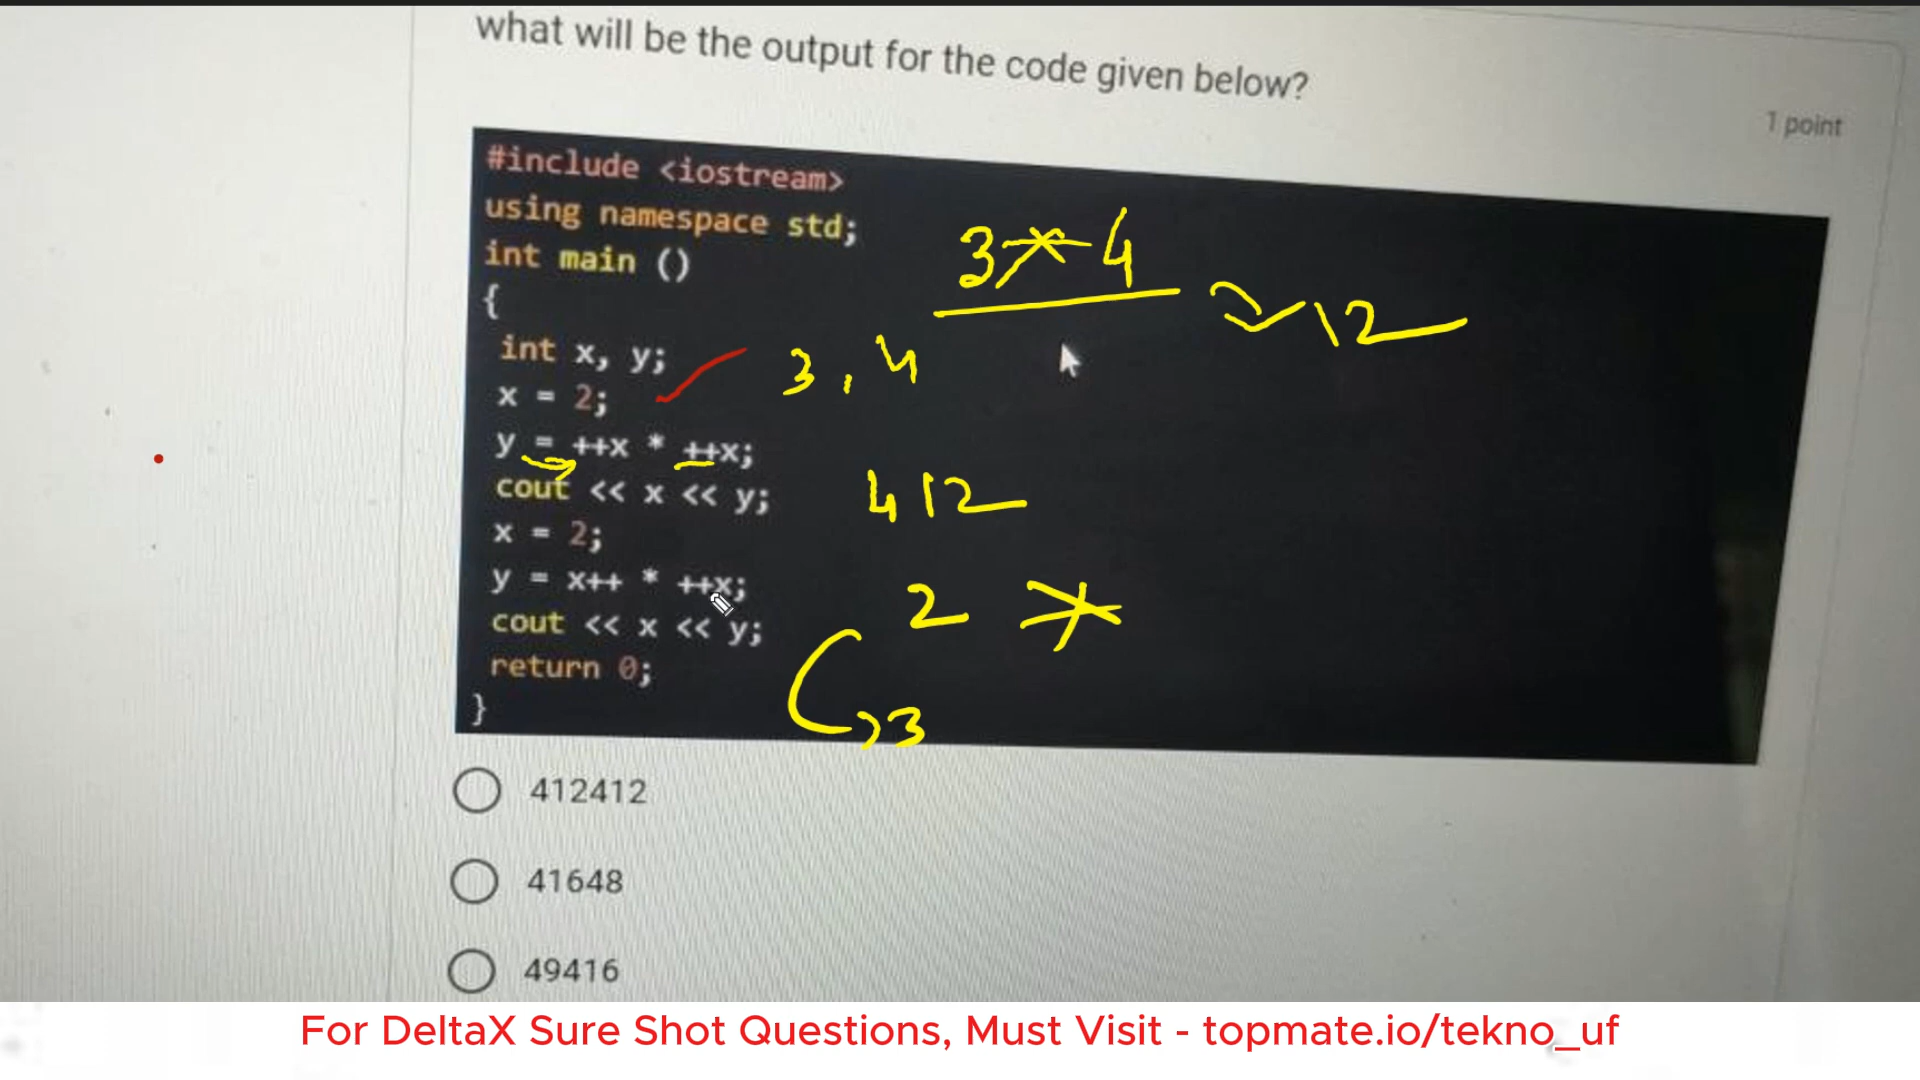 what will be the output for the code given below?
1 point
#include <iostream>
using namespace std;
int main ()
{
int x, y;
x = 2;
y = ++x * ++x;
cout << x << y;
x = 2;
y = x++ * ++x;
cout << x << y;
return 0;
}
3 * 4
12
3, 4
412
2 *
3
412412
41648
49416
For DeltaX Sure Shot Questions, Must Visit - topmate.io/tekno_uf